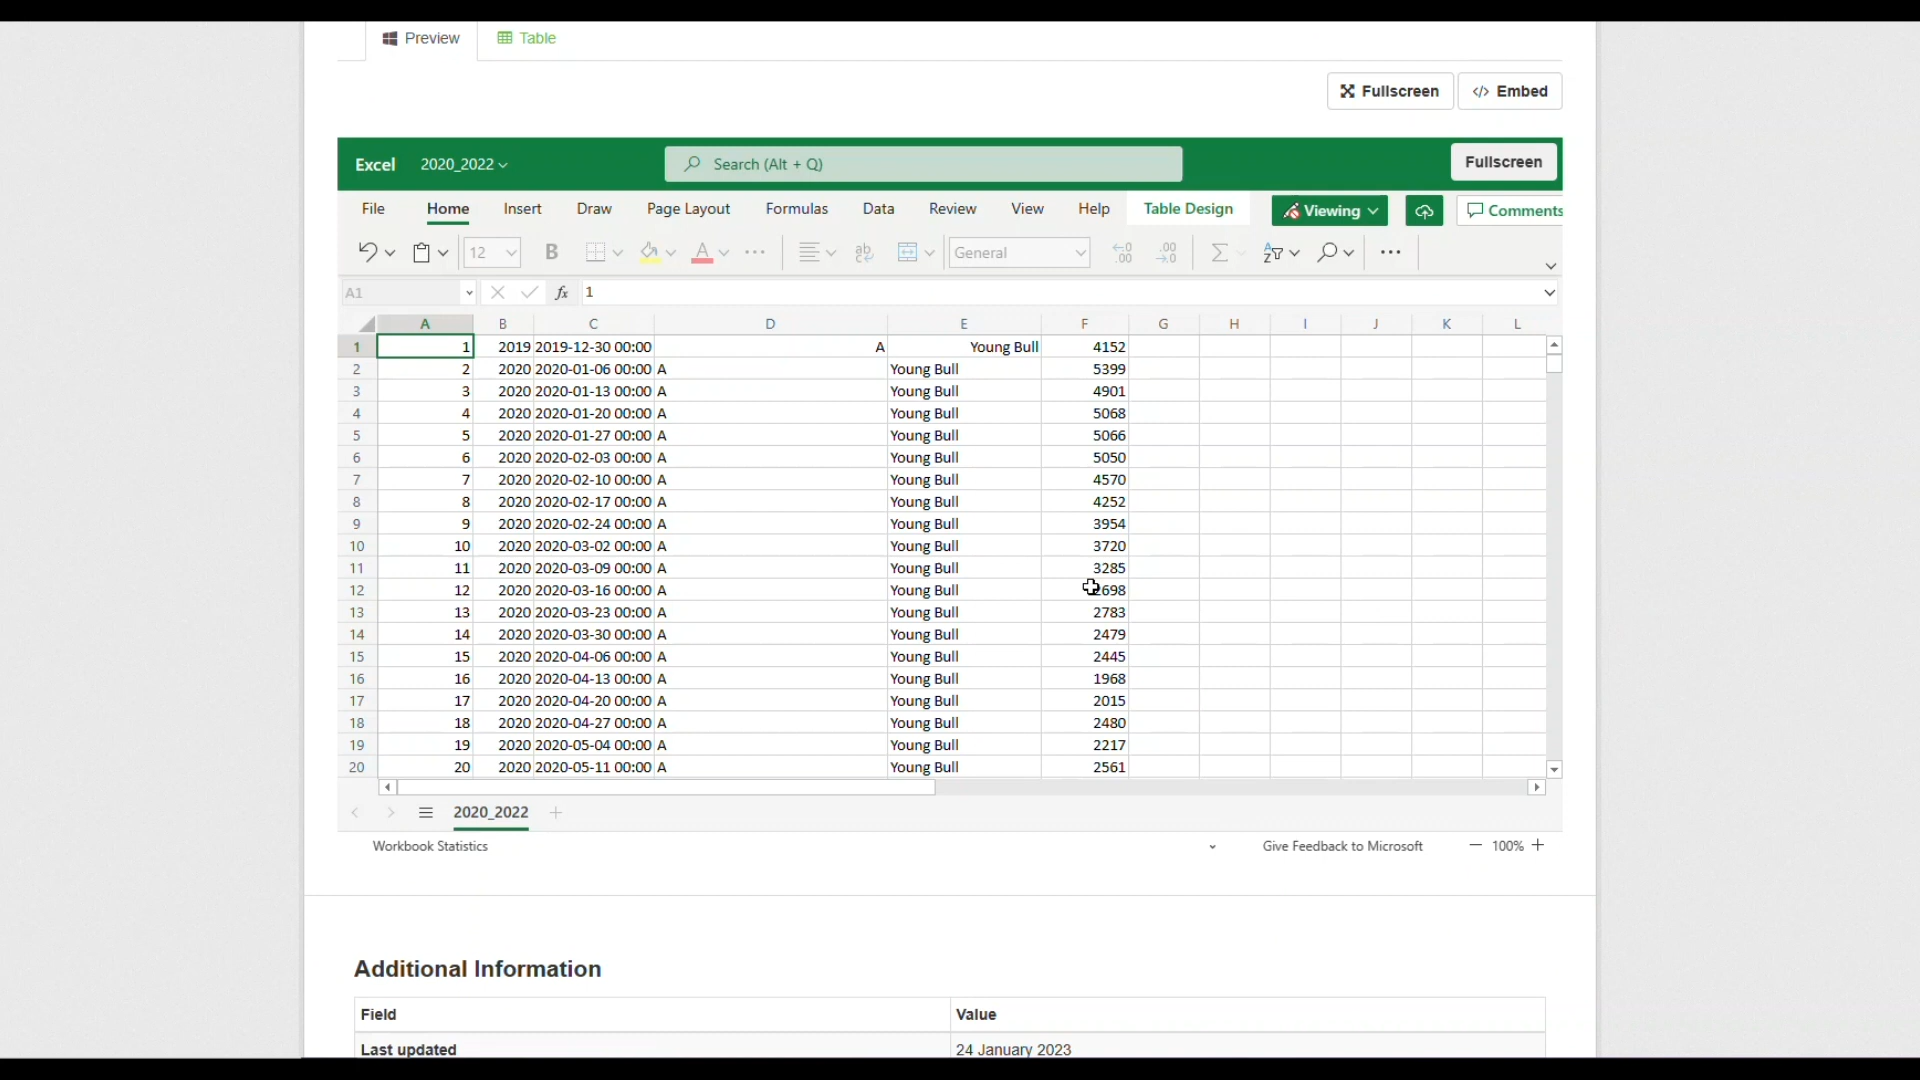 Preview Table
Fullscreen Embed
Excel 2020_2022 Search (Alt + Q) Fullscreen
File Home Insert Draw Page Layout Formulas Data Review View Help Table Design Viewing Comments
12 B A ab General .00 .00
A1 fx 1
A B C D E F G H I J K L
1 1 2019 2019-12-30 00:00 A Young Bull 4152
2 2 2020 2020-01-06 00:00 A Young Bull 5399
3 3 2020 2020-01-13 00:00 A Young Bull 4901
4 4 2020 2020-01-20 00:00 A Young Bull 5068
5 5 2020 2020-01-27 00:00 A Young Bull 5066
6 6 2020 2020-02-03 00:00 A Young Bull 5050
7 7 2020 2020-02-10 00:00 A Young Bull 4570
8 8 2020 2020-02-17 00:00 A Young Bull 4252
9 9 2020 2020-02-24 00:00 A Young Bull 3954
10 10 2020 2020-03-02 00:00 A Young Bull 3720
11 11 2020 2020-03-09 00:00 A Young Bull 3285
12 12 2020 2020-03-16 00:00 A Young Bull 2698
13 13 2020 2020-03-23 00:00 A Young Bull 2783
14 14 2020 2020-03-30 00:00 A Young Bull 2479
15 15 2020 2020-04-06 00:00 A Young Bull 2445
16 16 2020 2020-04-13 00:00 A Young Bull 1968
17 17 2020 2020-04-20 00:00 A Young Bull 2015
18 18 2020 2020-04-27 00:00 A Young Bull 2480
19 19 2020 2020-05-04 00:00 A Young Bull 2217
20 20 2020 2020-05-11 00:00 A Young Bull 2561
2020_2022
Workbook Statistics Give Feedback to Microsoft 100%
Additional Information
Field Value
Last updated 24 January 2023